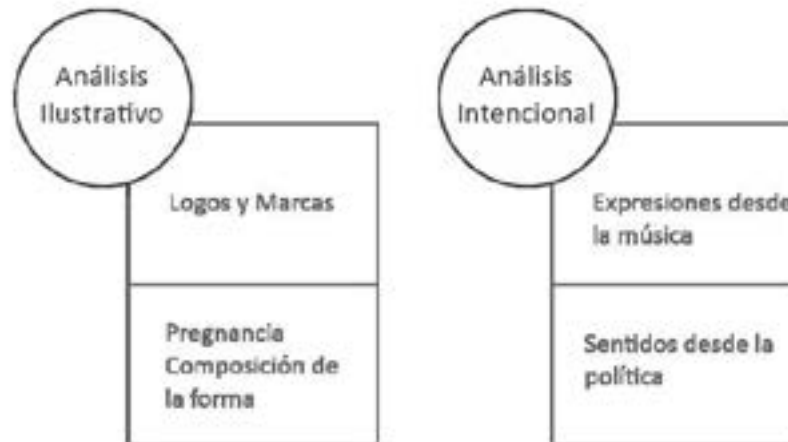 Análisis
Ilustrativo
Logos y Marcas
Pregnancia
Composición de
la forma
Análisis
Intencional
Expresiones desde
la música
Sentidos desde la
política